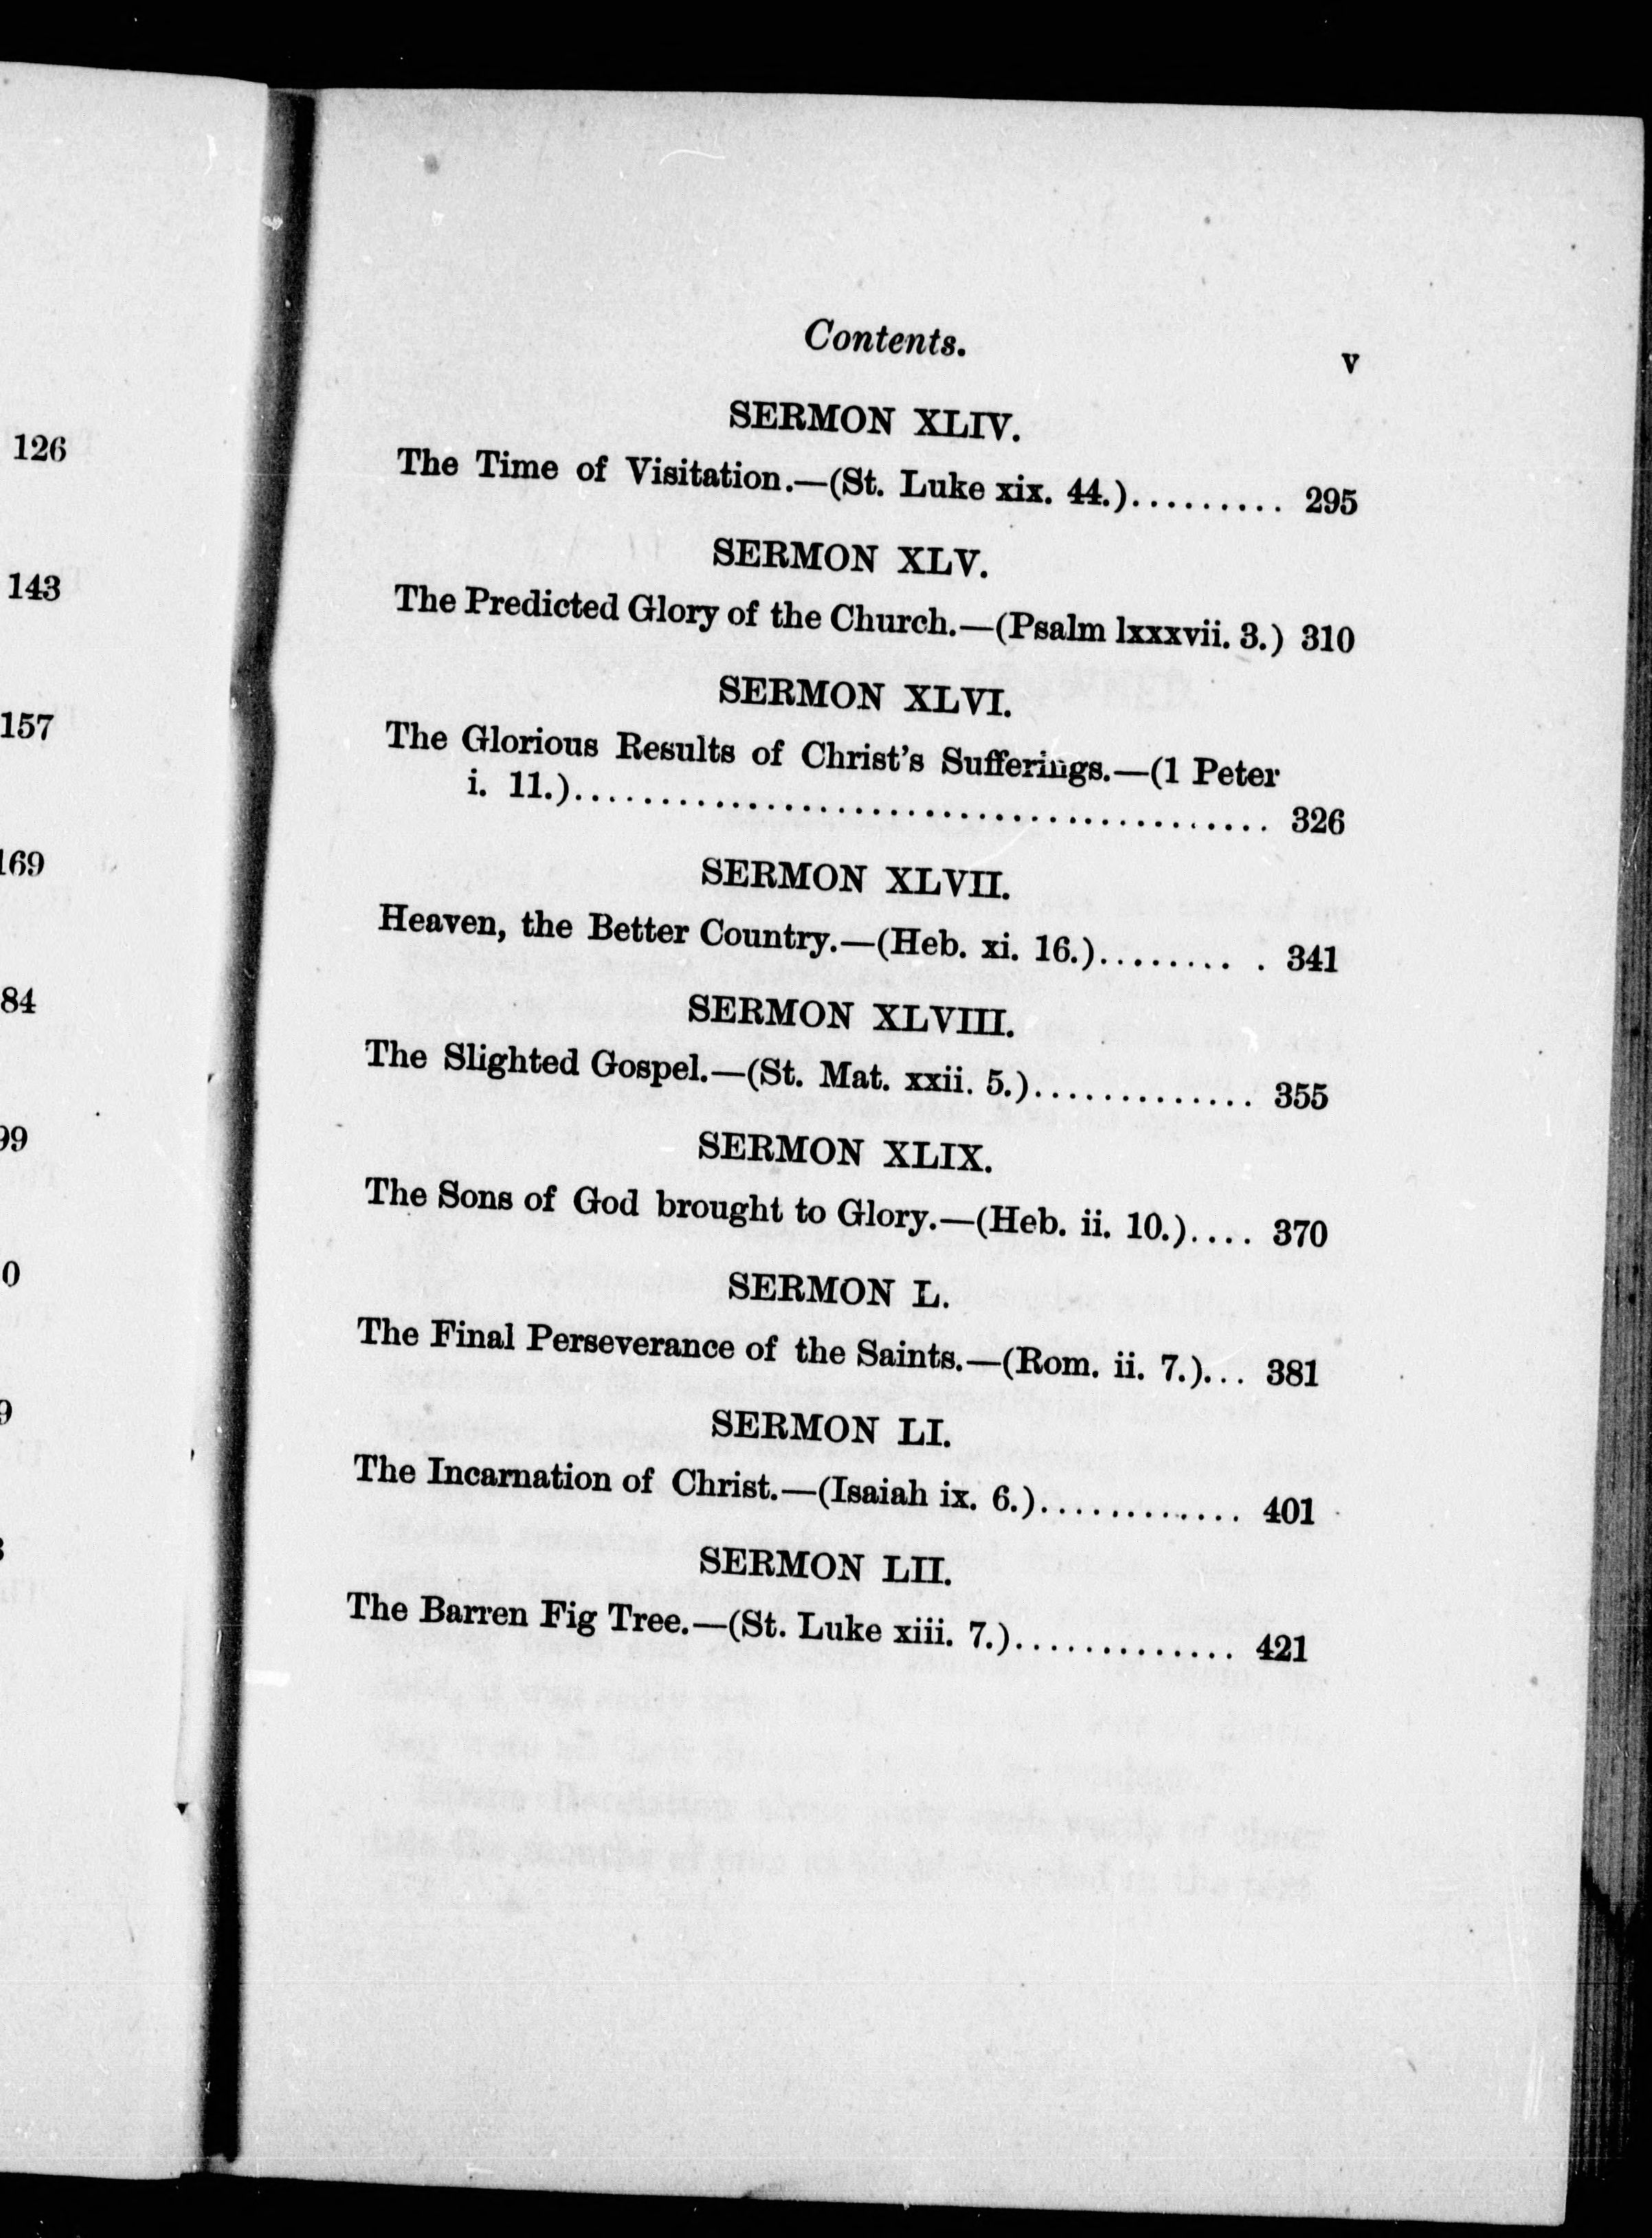 126
143
157
169
84
99
0
9
Contents.
v
SERMON XLIV.
The Time of Visitation.—(St. Luke xix. 44.)......... 295
SERMON XLV.
The Predicted Glory of the Church.—(Psalm lxxxvii. 3.) 310
SERMON XLVI.
The Glorious Results of Christ's Sufferings.—(1 Peter
i. 11.)........................................ 326
SERMON XLVII.
Heaven, the Better Country.—(Heb. xi. 16.)........ . 341
SERMON XLVIII.
The Slighted Gospel.—(St. Mat. xxii. 5.)............. 355
SERMON XLIX.
The Sons of God brought to Glory.—(Heb. ii. 10.).... 370
SERMON L.
The Final Perseverance of the Saints.—(Rom. ii. 7.)... 381
SERMON LI.
The Incarnation of Christ.—(Isaiah ix. 6.)............ 401
SERMON LII.
The Barren Fig Tree.—(St. Luke xiii. 7.)............. 421